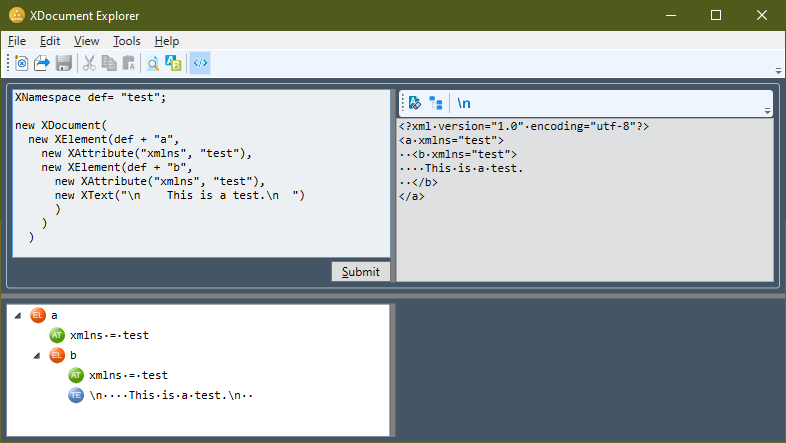 XDocument Explorer
File Edit View Tools Help
XNamespace def= "test";
new XDocument(
  new XElement(def + "a",
    new XAttribute("xmlns", "test"),
    new XElement(def + "b",
      new XAttribute("xmlns", "test"),
      new XText("\n    This is a test.\n  ")
      )
    )
  )
Submit
\n
<?xml·version="1.0"·encoding="utf-8"?>
<a·xmlns="test">
··<b·xmlns="test">
····This·is·a·test.
··</b>
</a>
EL a
AT xmlns·=·test
EL b
AT xmlns·=·test
TE \n····This·is·a·test.\n··